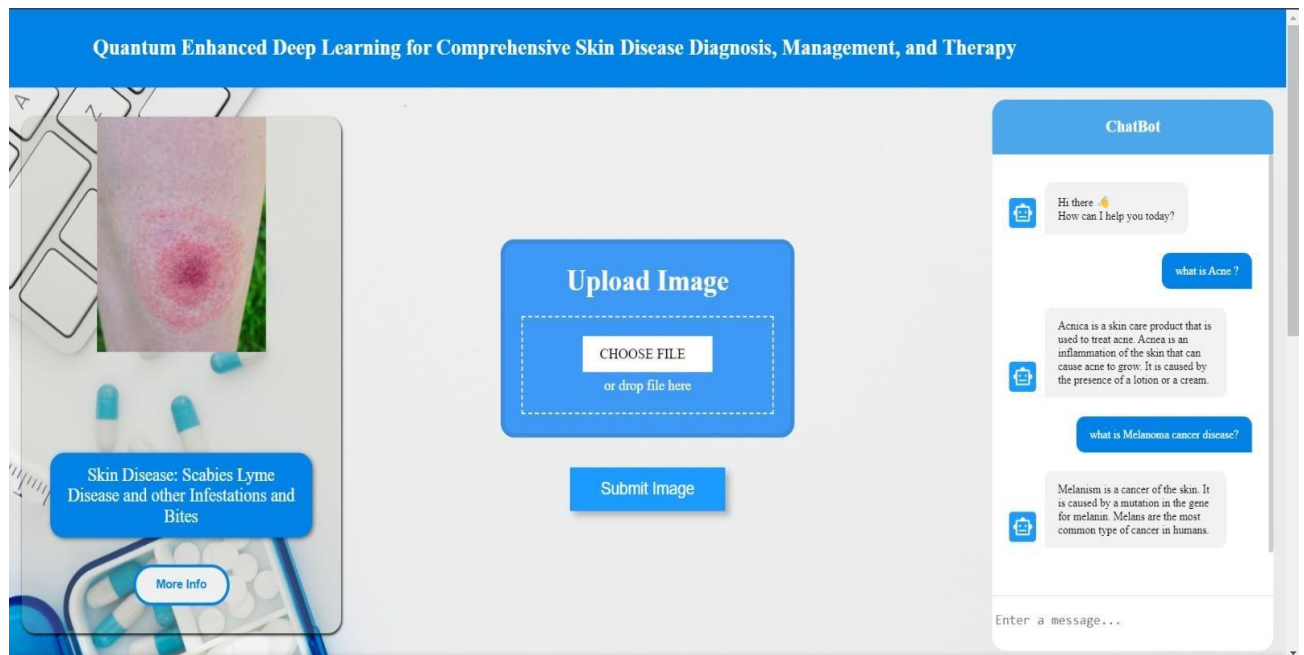 Quantum Enhanced Deep Learning for Comprehensive Skin Disease Diagnosis, Management, and Therapy
A
Z
Skin Disease: Scabies Lyme
Disease and other Infestations and
Bites
More Info
Upload Image
CHOOSE FILE
or drop file here
Submit Image
ChatBot
Hi there 👋
How can I help you today?
what is Acne ?
Acnica is a skin care product that is
used to treat acne. Acnea is an
inflammation of the skin that can
cause acne to grow. It is caused by
the presence of a lotion or a cream.
what is Melanoma cancer disease?
Melanism is a cancer of the skin. It
is caused by a mutation in the gene
for melanin. Melans are the most
common type of cancer in humans.
Enter a message...